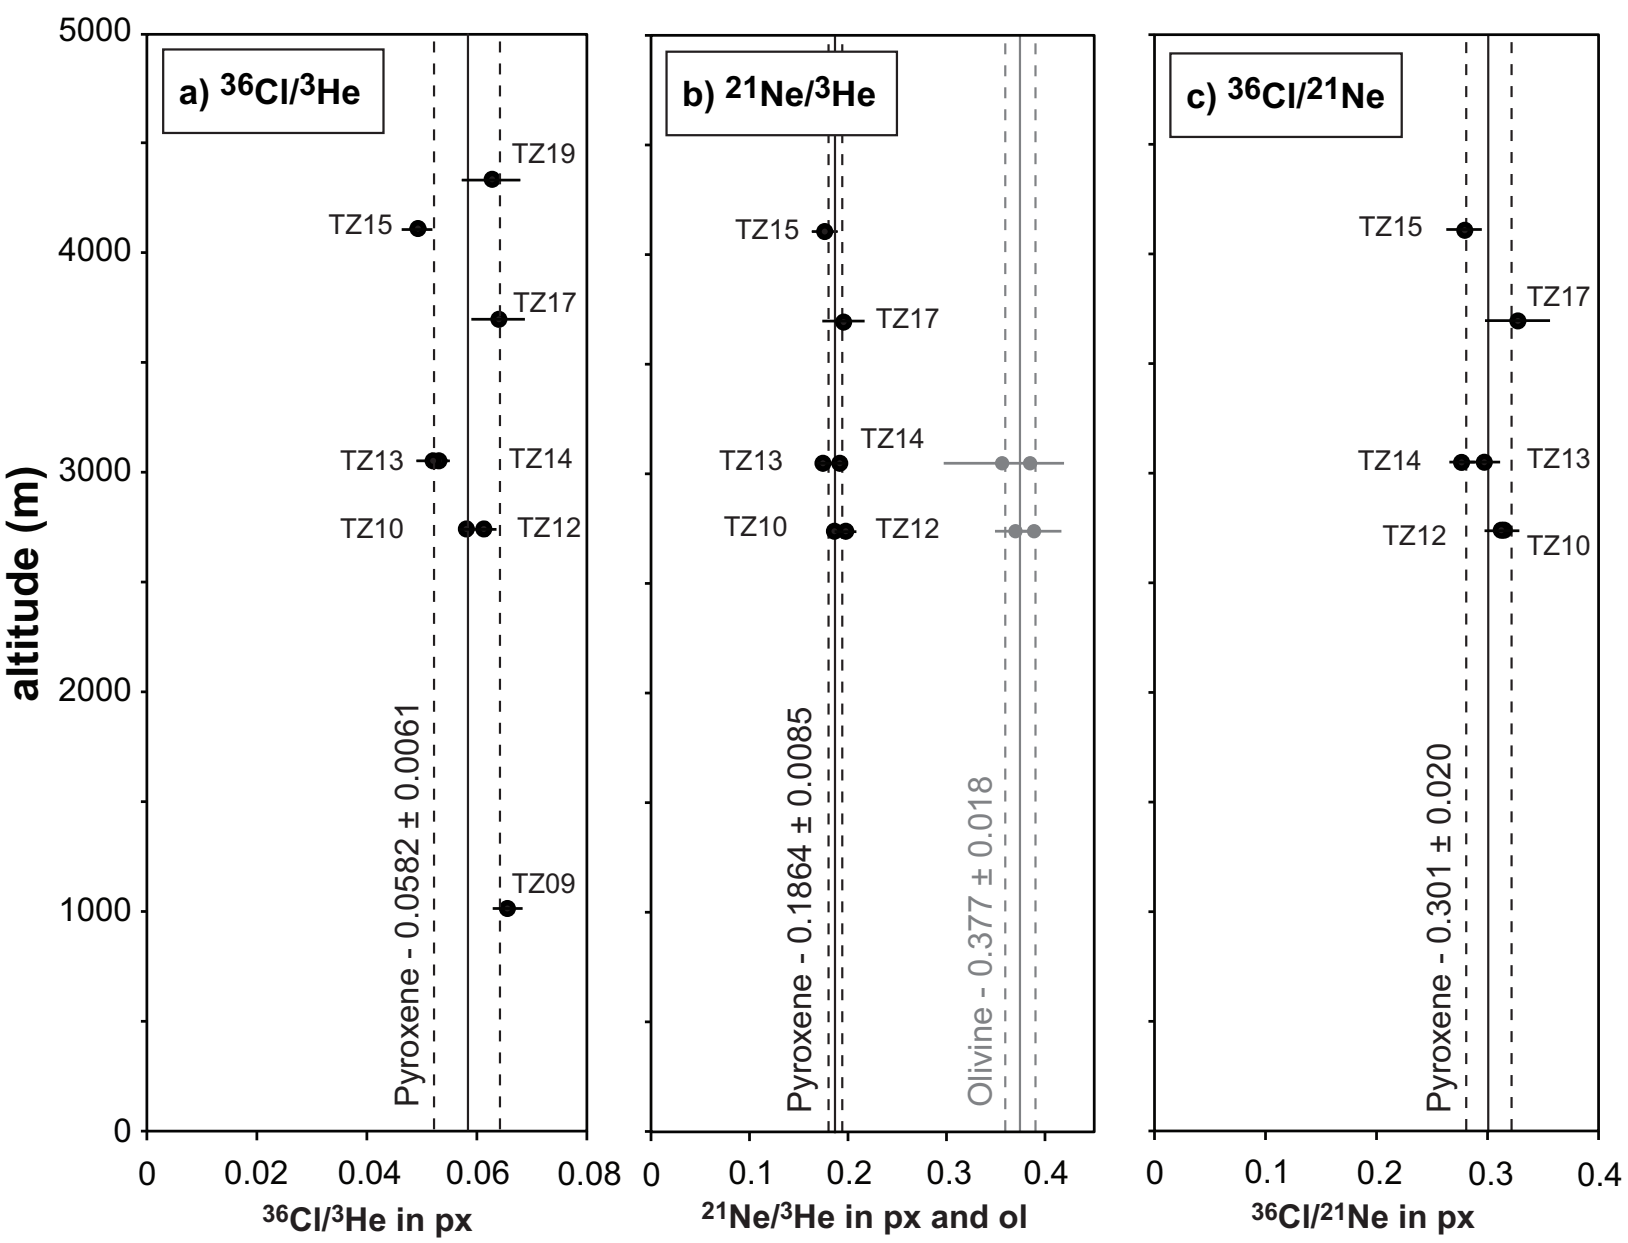 a) ³⁶Cl/³He
b) ²¹Ne/³He
c) ³⁶Cl/²¹Ne
altitude (m)
5000
4000
3000
2000
1000
0
TZ19
TZ15
TZ17
TZ13
TZ14
TZ10
TZ12
TZ09
Pyroxene - 0.0582 ± 0.0061
0
0.02
0.04
0.06
0.08
³⁶Cl/³He in px
TZ15
TZ17
TZ14
TZ13
TZ10
TZ12
Pyroxene - 0.1864 ± 0.0085
Olivine - 0.377 ± 0.018
0
0.1
0.2
0.3
0.4
²¹Ne/³He in px and ol
TZ15
TZ17
TZ14
TZ13
TZ12
TZ10
Pyroxene - 0.301 ± 0.020
0
0.1
0.2
0.3
0.4
³⁶Cl/²¹Ne in px